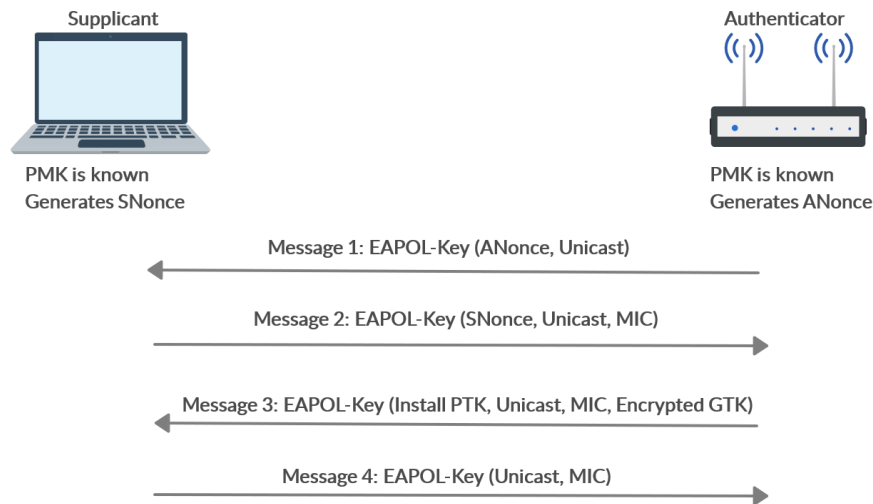 Supplicant
Authenticator
PMK is known
Generates SNonce
PMK is known
Generates ANonce
Message 1: EAPOL-Key (ANonce, Unicast)
Message 2: EAPOL-Key (SNonce, Unicast, MIC)
Message 3: EAPOL-Key (Install PTK, Unicast, MIC, Encrypted GTK)
Message 4: EAPOL-Key (Unicast, MIC)